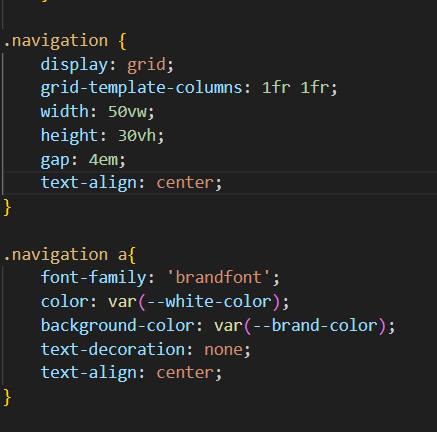 .navigation {
    display: grid;
    grid-template-columns: 1fr 1fr;
    width: 50vw;
    height: 30vh;
    gap: 4em;
    text-align: center;
}
.navigation a{
    font-family: 'brandfont';
    color: var(--white-color);
    background-color: var(--brand-color);
    text-decoration: none;
    text-align: center;
}